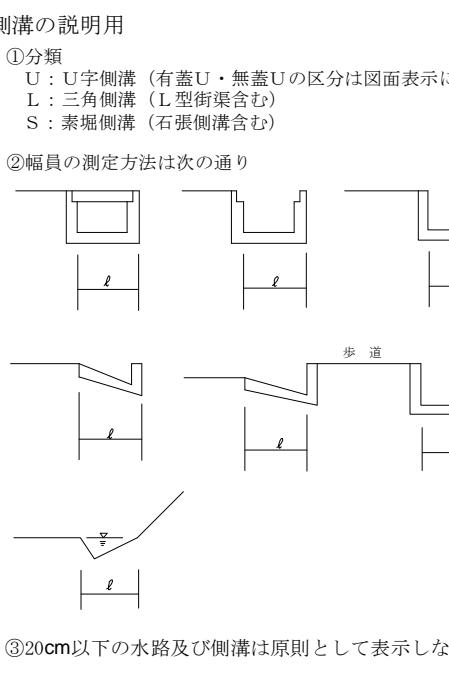 側溝の説明用
①分類
Ｕ：Ｕ字側溝（有蓋Ｕ・無蓋Ｕの区分は図面表示に
Ｌ：三角側溝（Ｌ型街渠含む）
Ｓ：素堀側溝（石張側溝含む）
②幅員の測定方法は次の通り
ℓ
ℓ
歩 道
ℓ
ℓ
ℓ
③20cm以下の水路及び側溝は原則として表示しな